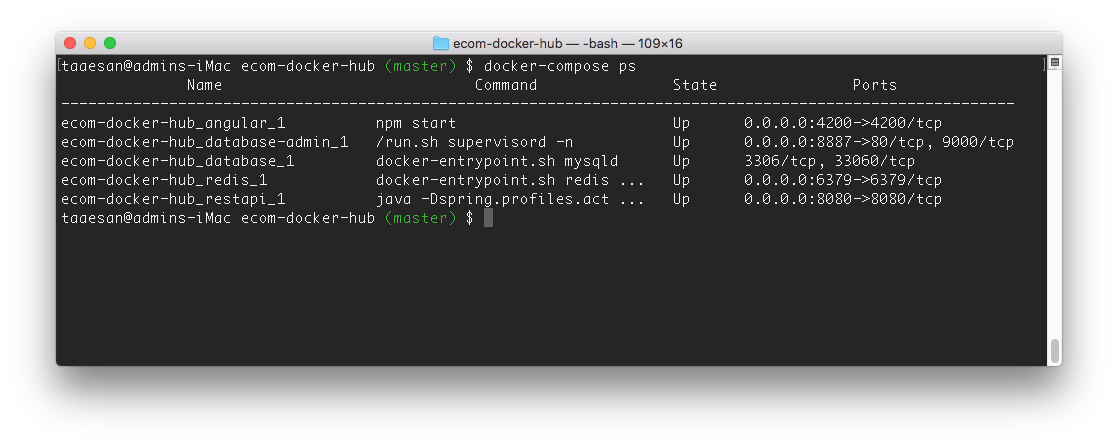 ecom-docker-hub — -bash — 109×16
[taaesan@admins-iMac ecom-docker-hub (master) $ docker-compose ps ]
Name Command State Ports
----------------------------------------------------------------------------------------------------------
ecom-docker-hub_angular_1 npm start Up 0.0.0.0:4200->4200/tcp
ecom-docker-hub_database-admin_1 /run.sh supervisord -n Up 0.0.0.0:8887->80/tcp, 9000/tcp
ecom-docker-hub_database_1 docker-entrypoint.sh mysqld Up 3306/tcp, 33060/tcp
ecom-docker-hub_redis_1 docker-entrypoint.sh redis ... Up 0.0.0.0:6379->6379/tcp
ecom-docker-hub_restapi_1 java -Dspring.profiles.act ... Up 0.0.0.0:8080->8080/tcp
taaesan@admins-iMac ecom-docker-hub (master) $